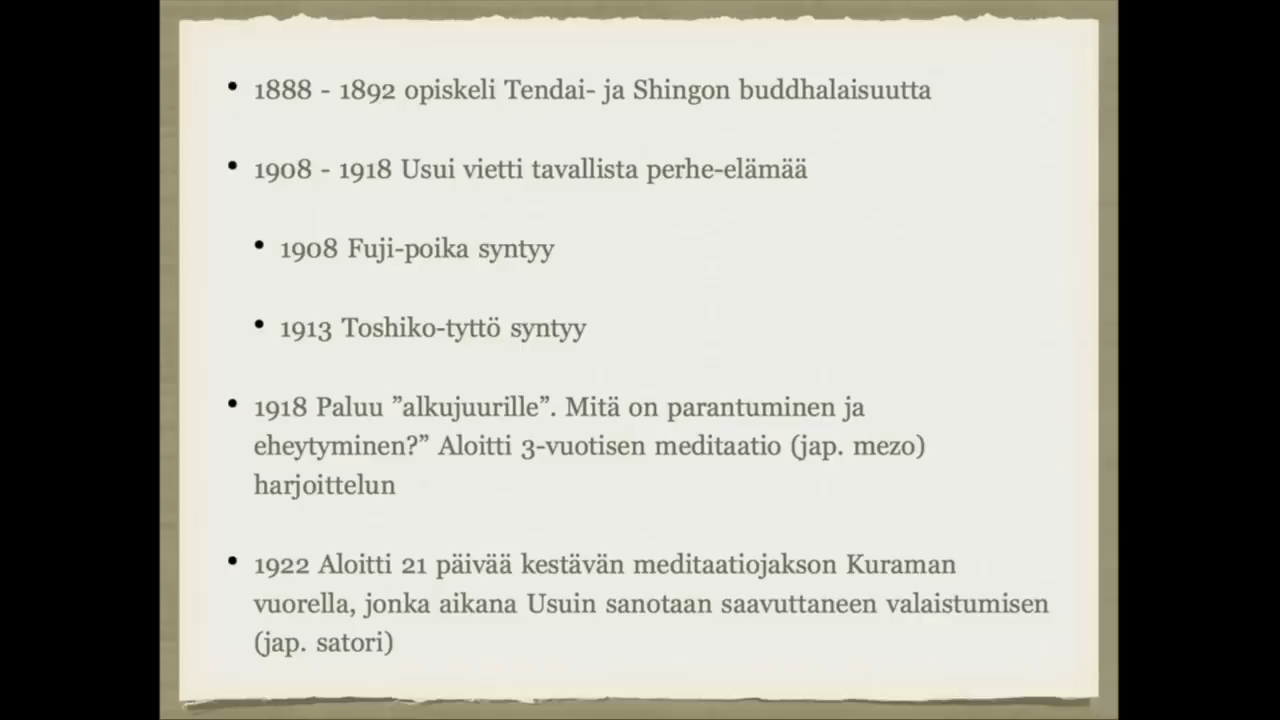 • 1888 - 1892 opiskeli Tendai- ja Shingon buddhalaisuutta
• 1908 - 1918 Usui vietti tavallista perhe-elämää
• 1908 Fuji-poika syntyy
• 1913 Toshiko-tyttö syntyy
• 1918 Paluu ”alkujuurille”. Mitä on parantuminen ja
eheytyminen?” Aloitti 3-vuotisen meditaatio (jap. mezo)
harjoittelun
• 1922 Aloitti 21 päivää kestävän meditaatiojakson Kuraman
vuorella, jonka aikana Usuin sanotaan saavuttaneen valaistumisen
(jap. satori)